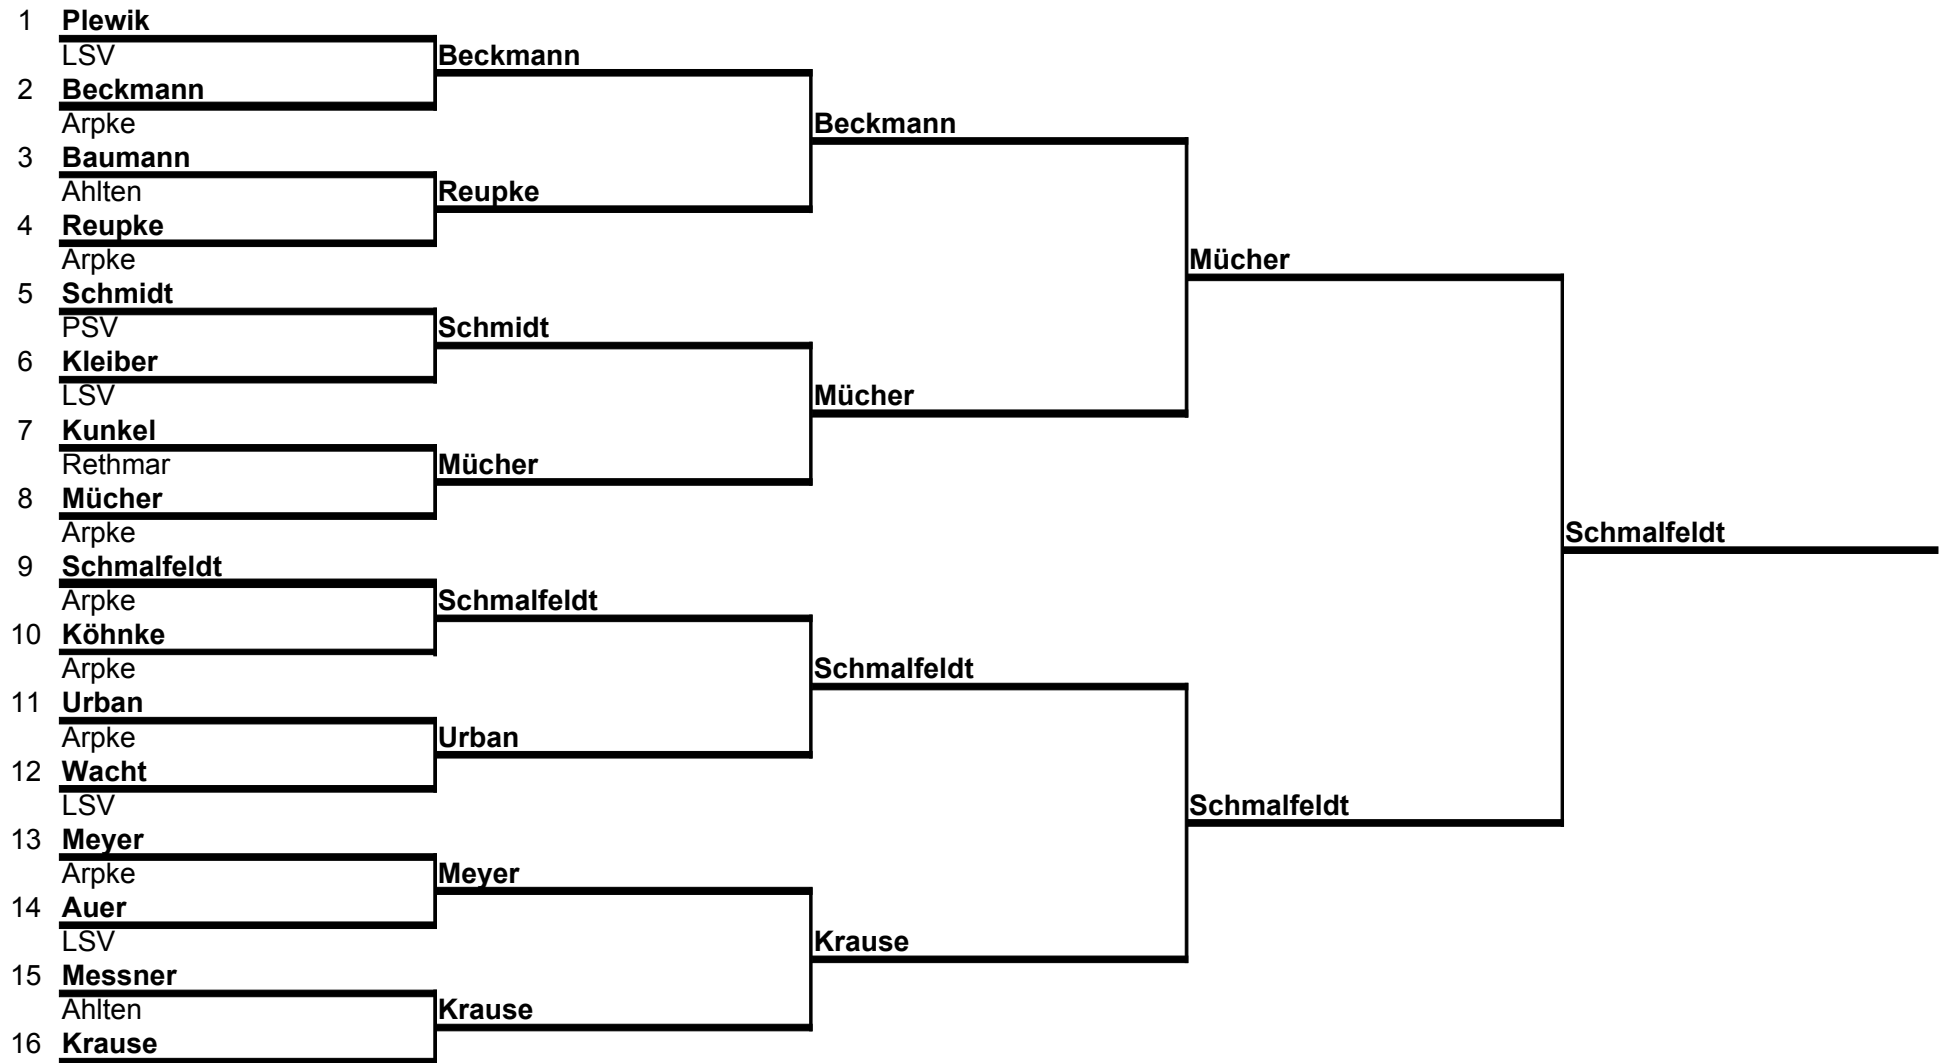 1 Plewik
LSV
Beckmann
2 Beckmann
Arpke
Beckmann
3 Baumann
Ahlten
Reupke
4 Reupke
Arpke
Mücher
5 Schmidt
PSV
Schmidt
6 Kleiber
LSV
Mücher
7 Kunkel
Rethmar
Mücher
8 Mücher
Arpke
Schmalfeldt
9 Schmalfeldt
Arpke
Schmalfeldt
10 Köhnke
Arpke
Schmalfeldt
11 Urban
Arpke
Urban
12 Wacht
LSV
Schmalfeldt
13 Meyer
Arpke
Meyer
14 Auer
LSV
Krause
15 Messner
Ahlten
Krause
16 Krause